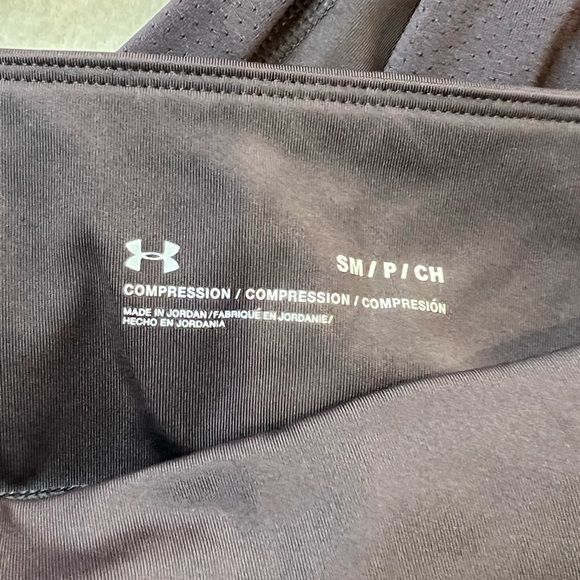 SM / P / CH
COMPRESSION / COMPRESSION / COMPRESIÓN
MADE IN JORDAN / FABRIQUÉ EN JORDANIE /
HECHO EN JORDANIA